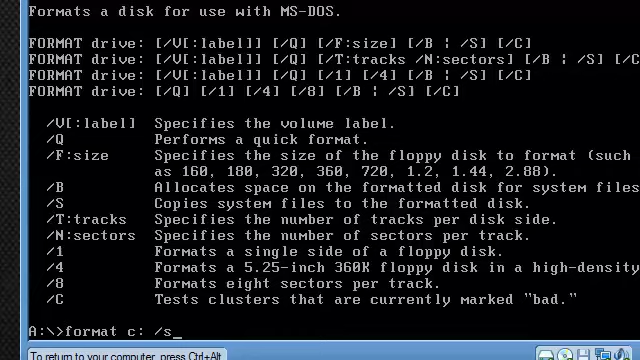 Formats a disk for use with MS-DOS.
FORMAT drive: [/V[:label]] [/Q] [/F:size] [/B ¦ /S] [/C]
FORMAT drive: [/V[:label]] [/Q] [/T:tracks /N:sectors] [/B ¦ /S] [/C
FORMAT drive: [/V[:label]] [/Q] [/1] [/4] [/B ¦ /S] [/C]
FORMAT drive: [/Q] [/1] [/4] [/8] [/B ¦ /S] [/C]
/V[:label] Specifies the volume label.
/Q Performs a quick format.
/F:size Specifies the size of the floppy disk to format (such
as 160, 180, 320, 360, 720, 1.2, 1.44, 2.88).
/B Allocates space on the formatted disk for system files
/S Copies system files to the formatted disk.
/T:tracks Specifies the number of tracks per disk side.
/N:sectors Specifies the number of sectors per track.
/1 Formats a single side of a floppy disk.
/4 Formats a 5.25-inch 360K floppy disk in a high-density
/8 Formats eight sectors per track.
/C Tests clusters that are currently marked "bad."
A:\>format c: /s_
To return to your computer, press Ctrl+Alt